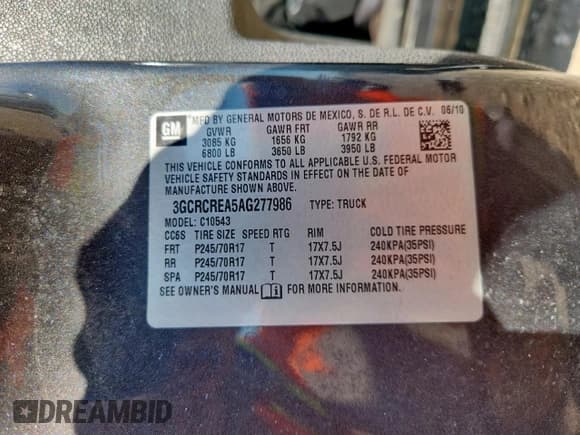 GM
MFD BY GENERAL MOTORS DE MEXICO, S. DE R.L. DE C.V. 06/10
GVWR GAWR FRT GAWR RR
3085 KG 1656 KG 1792 KG
6800 LB 3650 LB 3950 LB
THIS VEHICLE CONFORMS TO ALL APPLICABLE U.S. FEDERAL MOTOR
VEHICLE SAFETY STANDARDS IN EFFECT ON THE DATE OF
MANUFACTURE SHOWN ABOVE.
3GCRCREA5AG277986 TYPE: TRUCK
MODEL: C10543
CC6S TIRE SIZE SPEED RTG RIM COLD TIRE PRESSURE
FRT P245/70R17 T 17X7.5J 240KPA(35PSI)
RR P245/70R17 T 17X7.5J 240KPA(35PSI)
SPA P245/70R17 T 17X7.5J 240KPA(35PSI)
SEE OWNER'S MANUAL FOR MORE INFORMATION.
DREAMBID